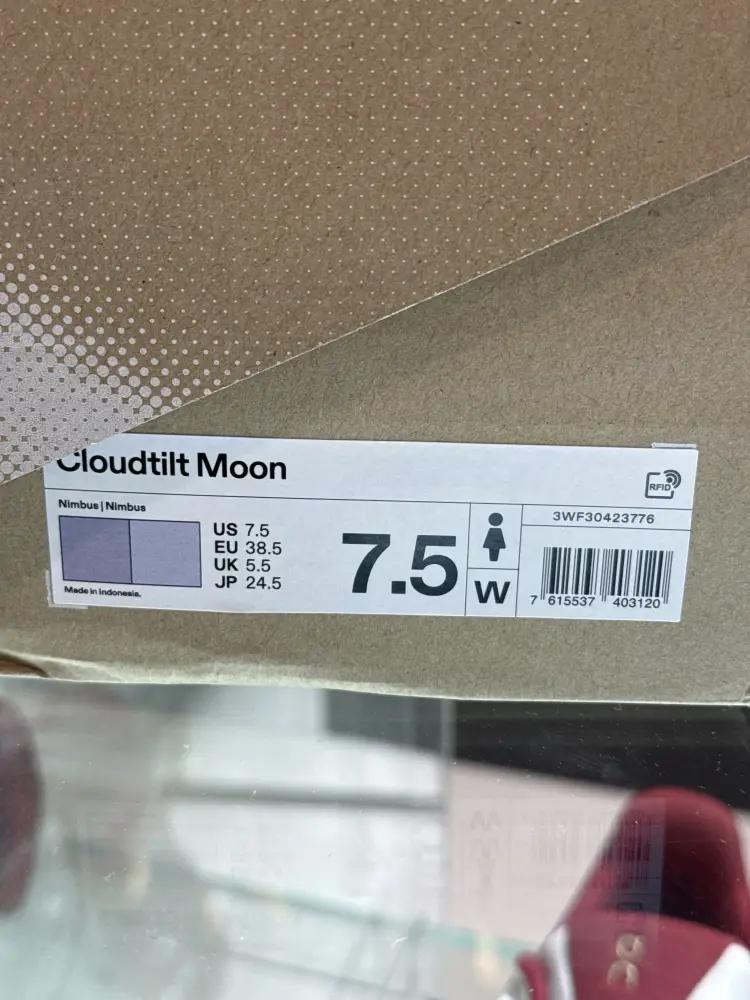 Cloudtilt Moon
RFID
Nimbus | Nimbus
US 7.5
EU 38.5
UK 5.5
JP 24.5
Made in Indonesia.
7.5
W
3WF30423776
7 615537 403120